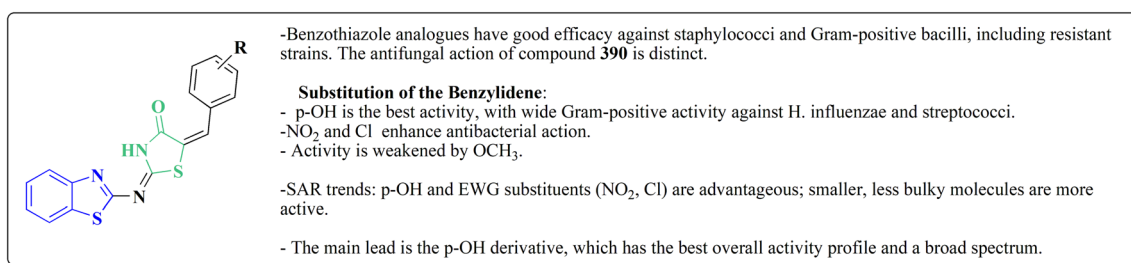 R
O
HN
S
N
N
S
-Benzothiazole analogues have good efficacy against staphylococci and Gram-positive bacilli, including resistant
strains. The antifungal action of compound 390 is distinct.
Substitution of the Benzylidene:
- p-OH is the best activity, with wide Gram-positive activity against H. influenzae and streptococci.
-NO₂ and Cl enhance antibacterial action.
- Activity is weakened by OCH₃.
-SAR trends: p-OH and EWG substituents (NO₂, Cl) are advantageous; smaller, less bulky molecules are more
active.
- The main lead is the p-OH derivative, which has the best overall activity profile and a broad spectrum.